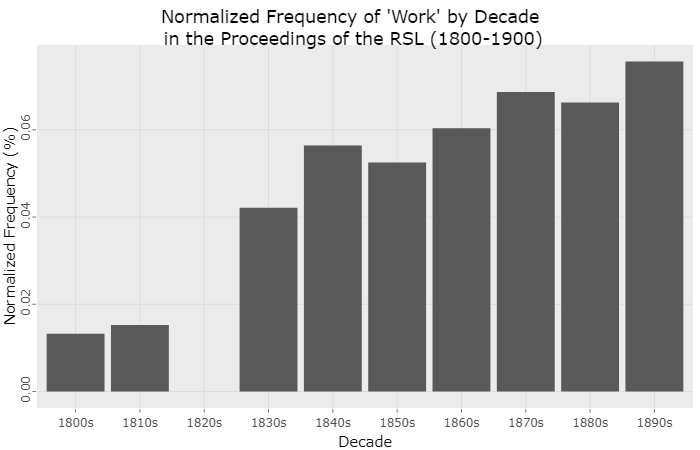 Normalized Frequency of 'Work' by Decade
in the Proceedings of the RSL (1800-1900)
Normalized Frequency (%)
0.06
0.04
0.02
0.00
1800s 1810s 1820s 1830s 1840s 1850s 1860s 1870s 1880s 1890s
Decade